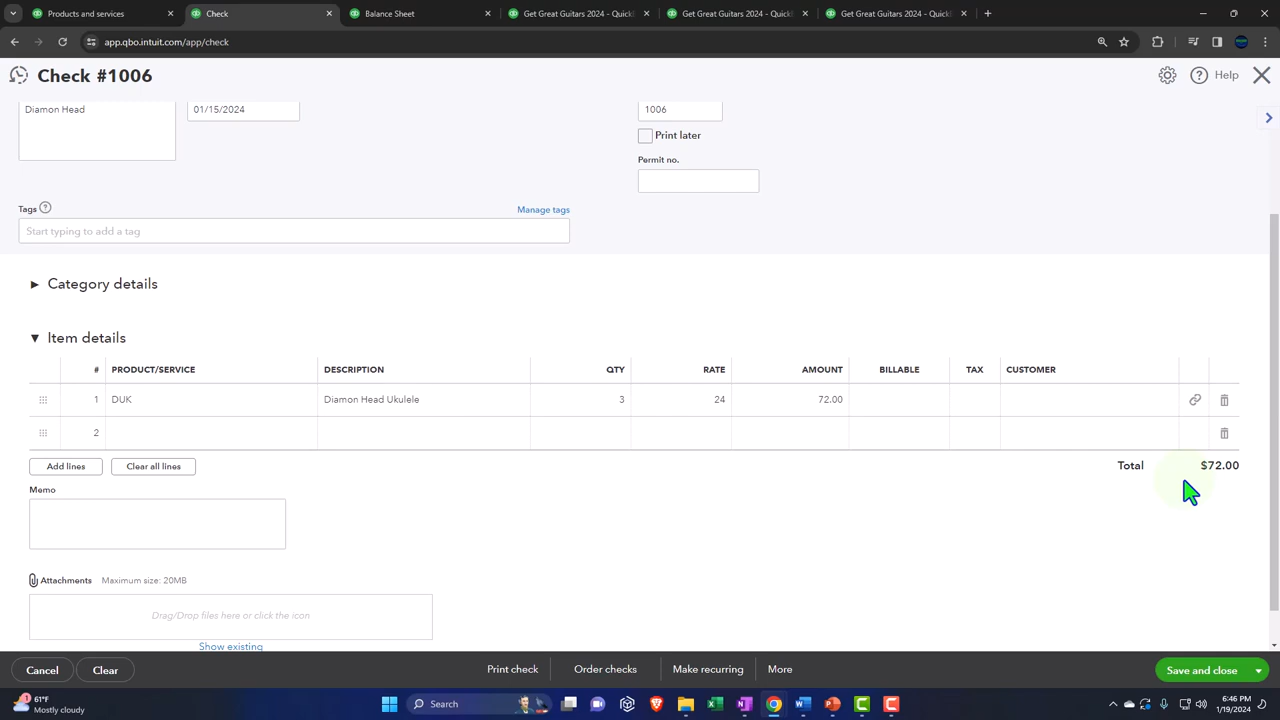 Products and services
Check
Balance Sheet
Get Great Guitars 2024 - QuickB
Get Great Guitars 2024 - QuickB
Get Great Guitars 2024 - QuickB
app.qbo.intuit.com/app/check
Check #1006
Help
Diamon Head
01/15/2024
1006
Print later
Permit no.
Tags
Manage tags
Start typing to add a tag
Category details
Item details
# PRODUCT/SERVICE DESCRIPTION QTY RATE AMOUNT BILLABLE TAX CUSTOMER
1 DUK Diamon Head Ukulele 3 24 72.00
2
Add lines Clear all lines Total $72.00
Memo
Attachments Maximum size: 20MB
Drag/Drop files here or click the icon
Show existing
Cancel Clear Print check Order checks Make recurring More Save and close
1 61°F
Mostly cloudy
Search
6:46 PM
1/19/2024